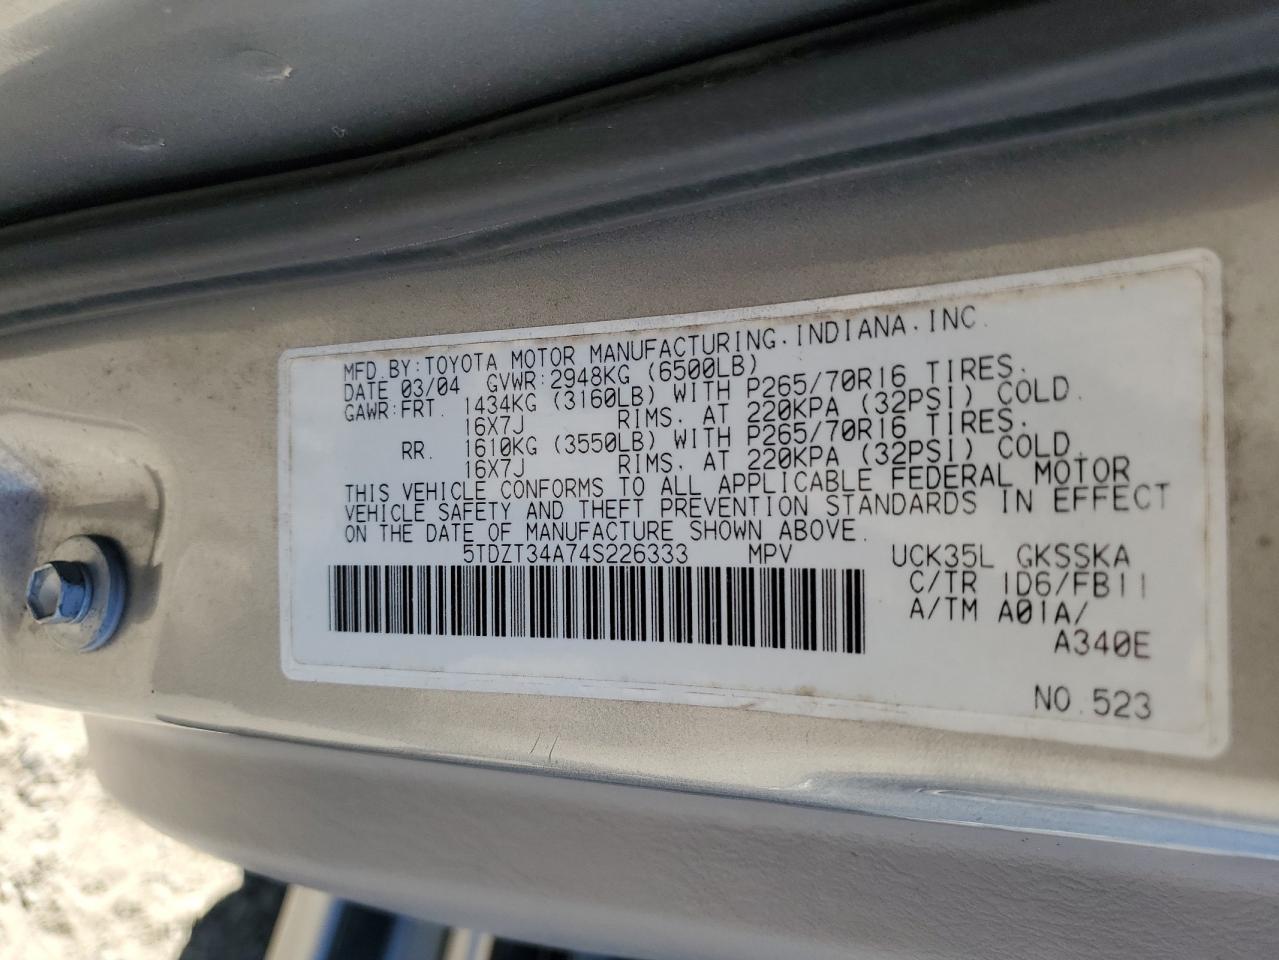 MFD.BY:TOYOTA MOTOR MANUFACTURING.INDIANA.INC.
DATE 03/04 GVWR:2948KG (6500LB)
GAWR:FRT. 1434KG (3160LB) WITH P265/70R16 TIRES.
16X7J RIMS. AT 220KPA (32PSI) COLD.
RR. 1610KG (3550LB) WITH P265/70R16 TIRES.
16X7J RIMS. AT 220KPA (32PSI) COLD.
THIS VEHICLE CONFORMS TO ALL APPLICABLE FEDERAL MOTOR
VEHICLE SAFETY AND THEFT PREVENTION STANDARDS IN EFFECT
ON THE DATE OF MANUFACTURE SHOWN ABOVE.
5TDZT34A74S226333 MPV UCK35L GKSSKA
C/TR 1D6/FB11
A/TM A01A/
A340E
NO.523